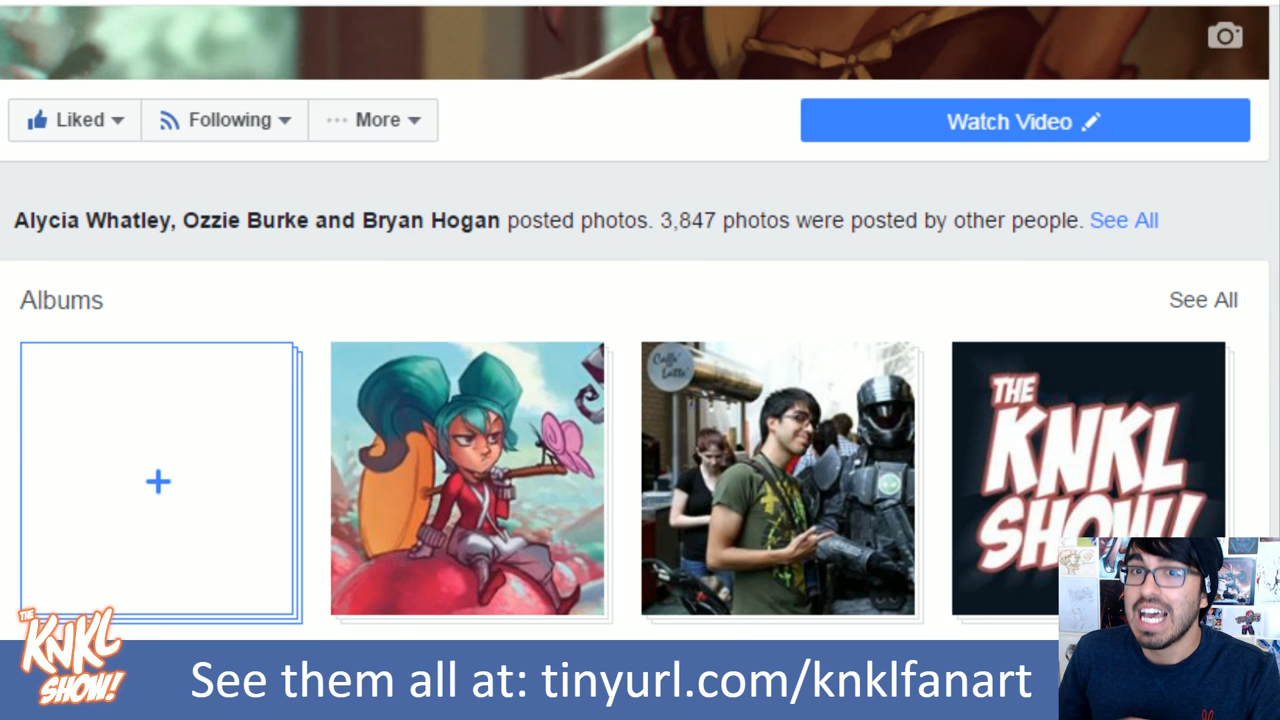 Liked
Following
More
Watch Video
Alycia Whatley, Ozzie Burke and Bryan Hogan posted photos. 3,847 photos were posted by other people. See All
Albums
See All
Caffe'
Latte'
THE
KNKL
SHOW!
THE
KNKL
SHOW!
See them all at: tinyurl.com/knklfanart